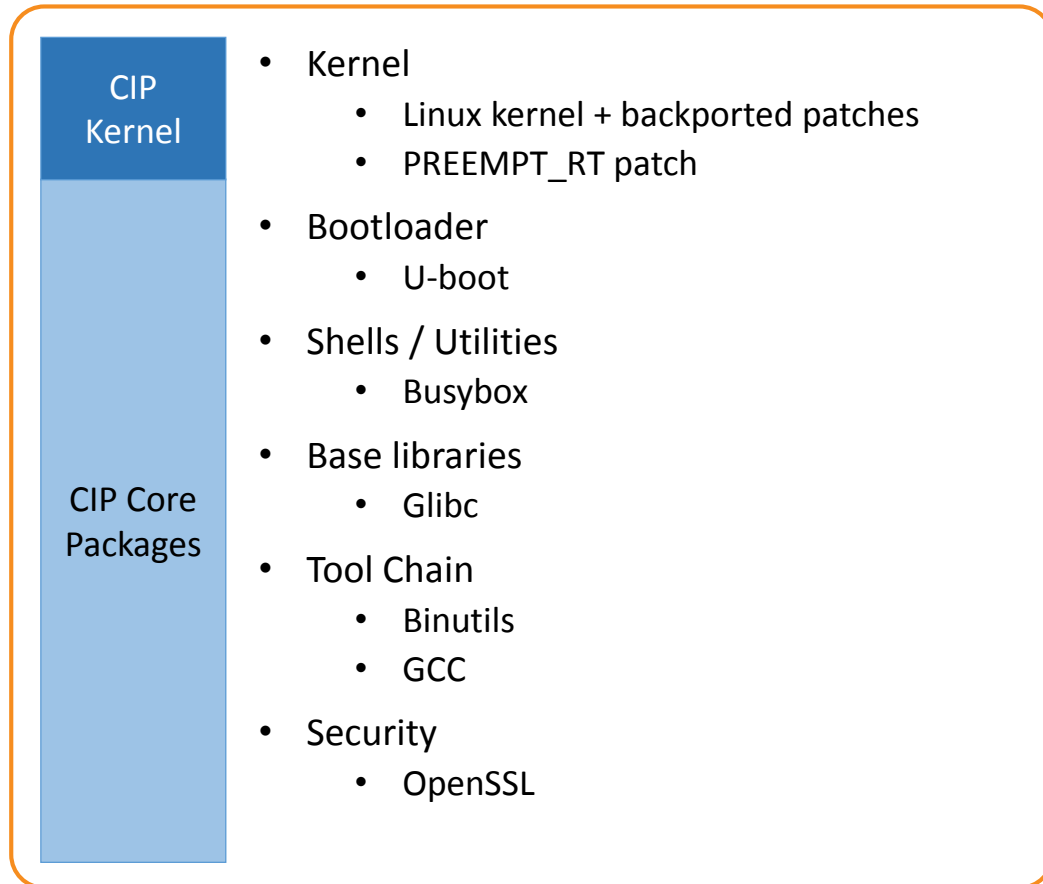 CIP
Kernel
• Kernel
• Linux kernel + backported patches
• PREEMPT_RT patch
CIP Core
Packages
• Bootloader
• U-boot
• Shells / Utilities
• Busybox
• Base libraries
• Glibc
• Tool Chain
• Binutils
• GCC
• Security
• OpenSSL